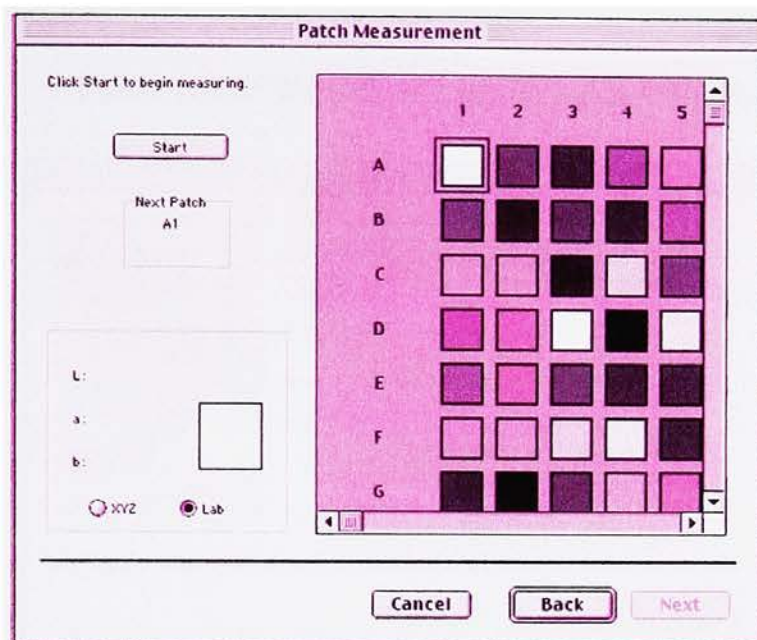 Patch Measurement
Click Start to begin measuring.
Start
Next Patch
A1
1 2 3 4 5
A
B
C
D
E
F
G
L:
a:
b:
XYZ Lab
Cancel Back Next